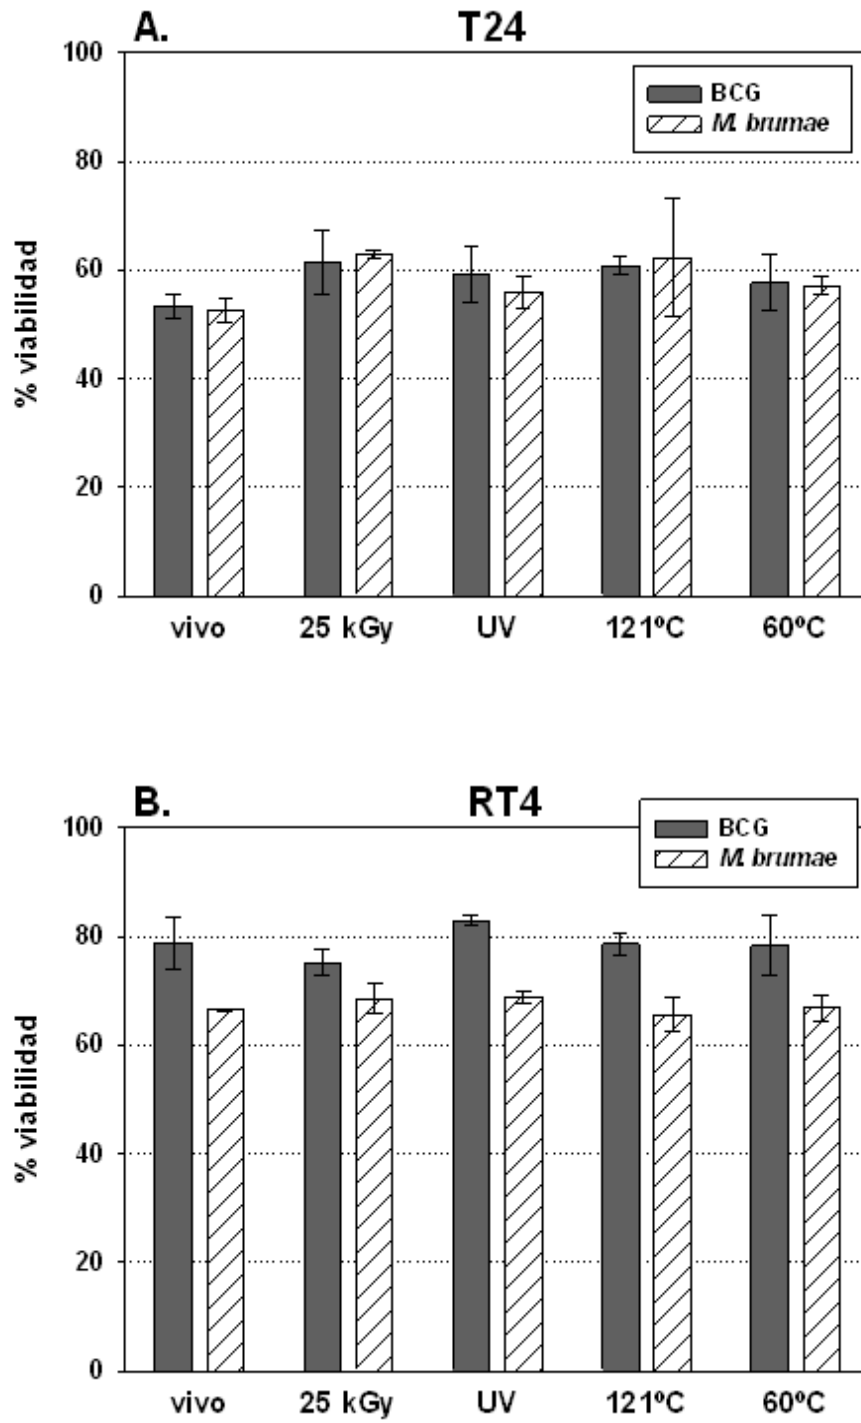 A. T24
100
80
60
40
20
0
% viabilidad
BCG
M. brumae
vivo 25 kGy UV 121ºC 60ºC
B. RT4
100
80
60
40
20
0
% viabilidad
BCG
M. brumae
vivo 25 kGy UV 121ºC 60ºC